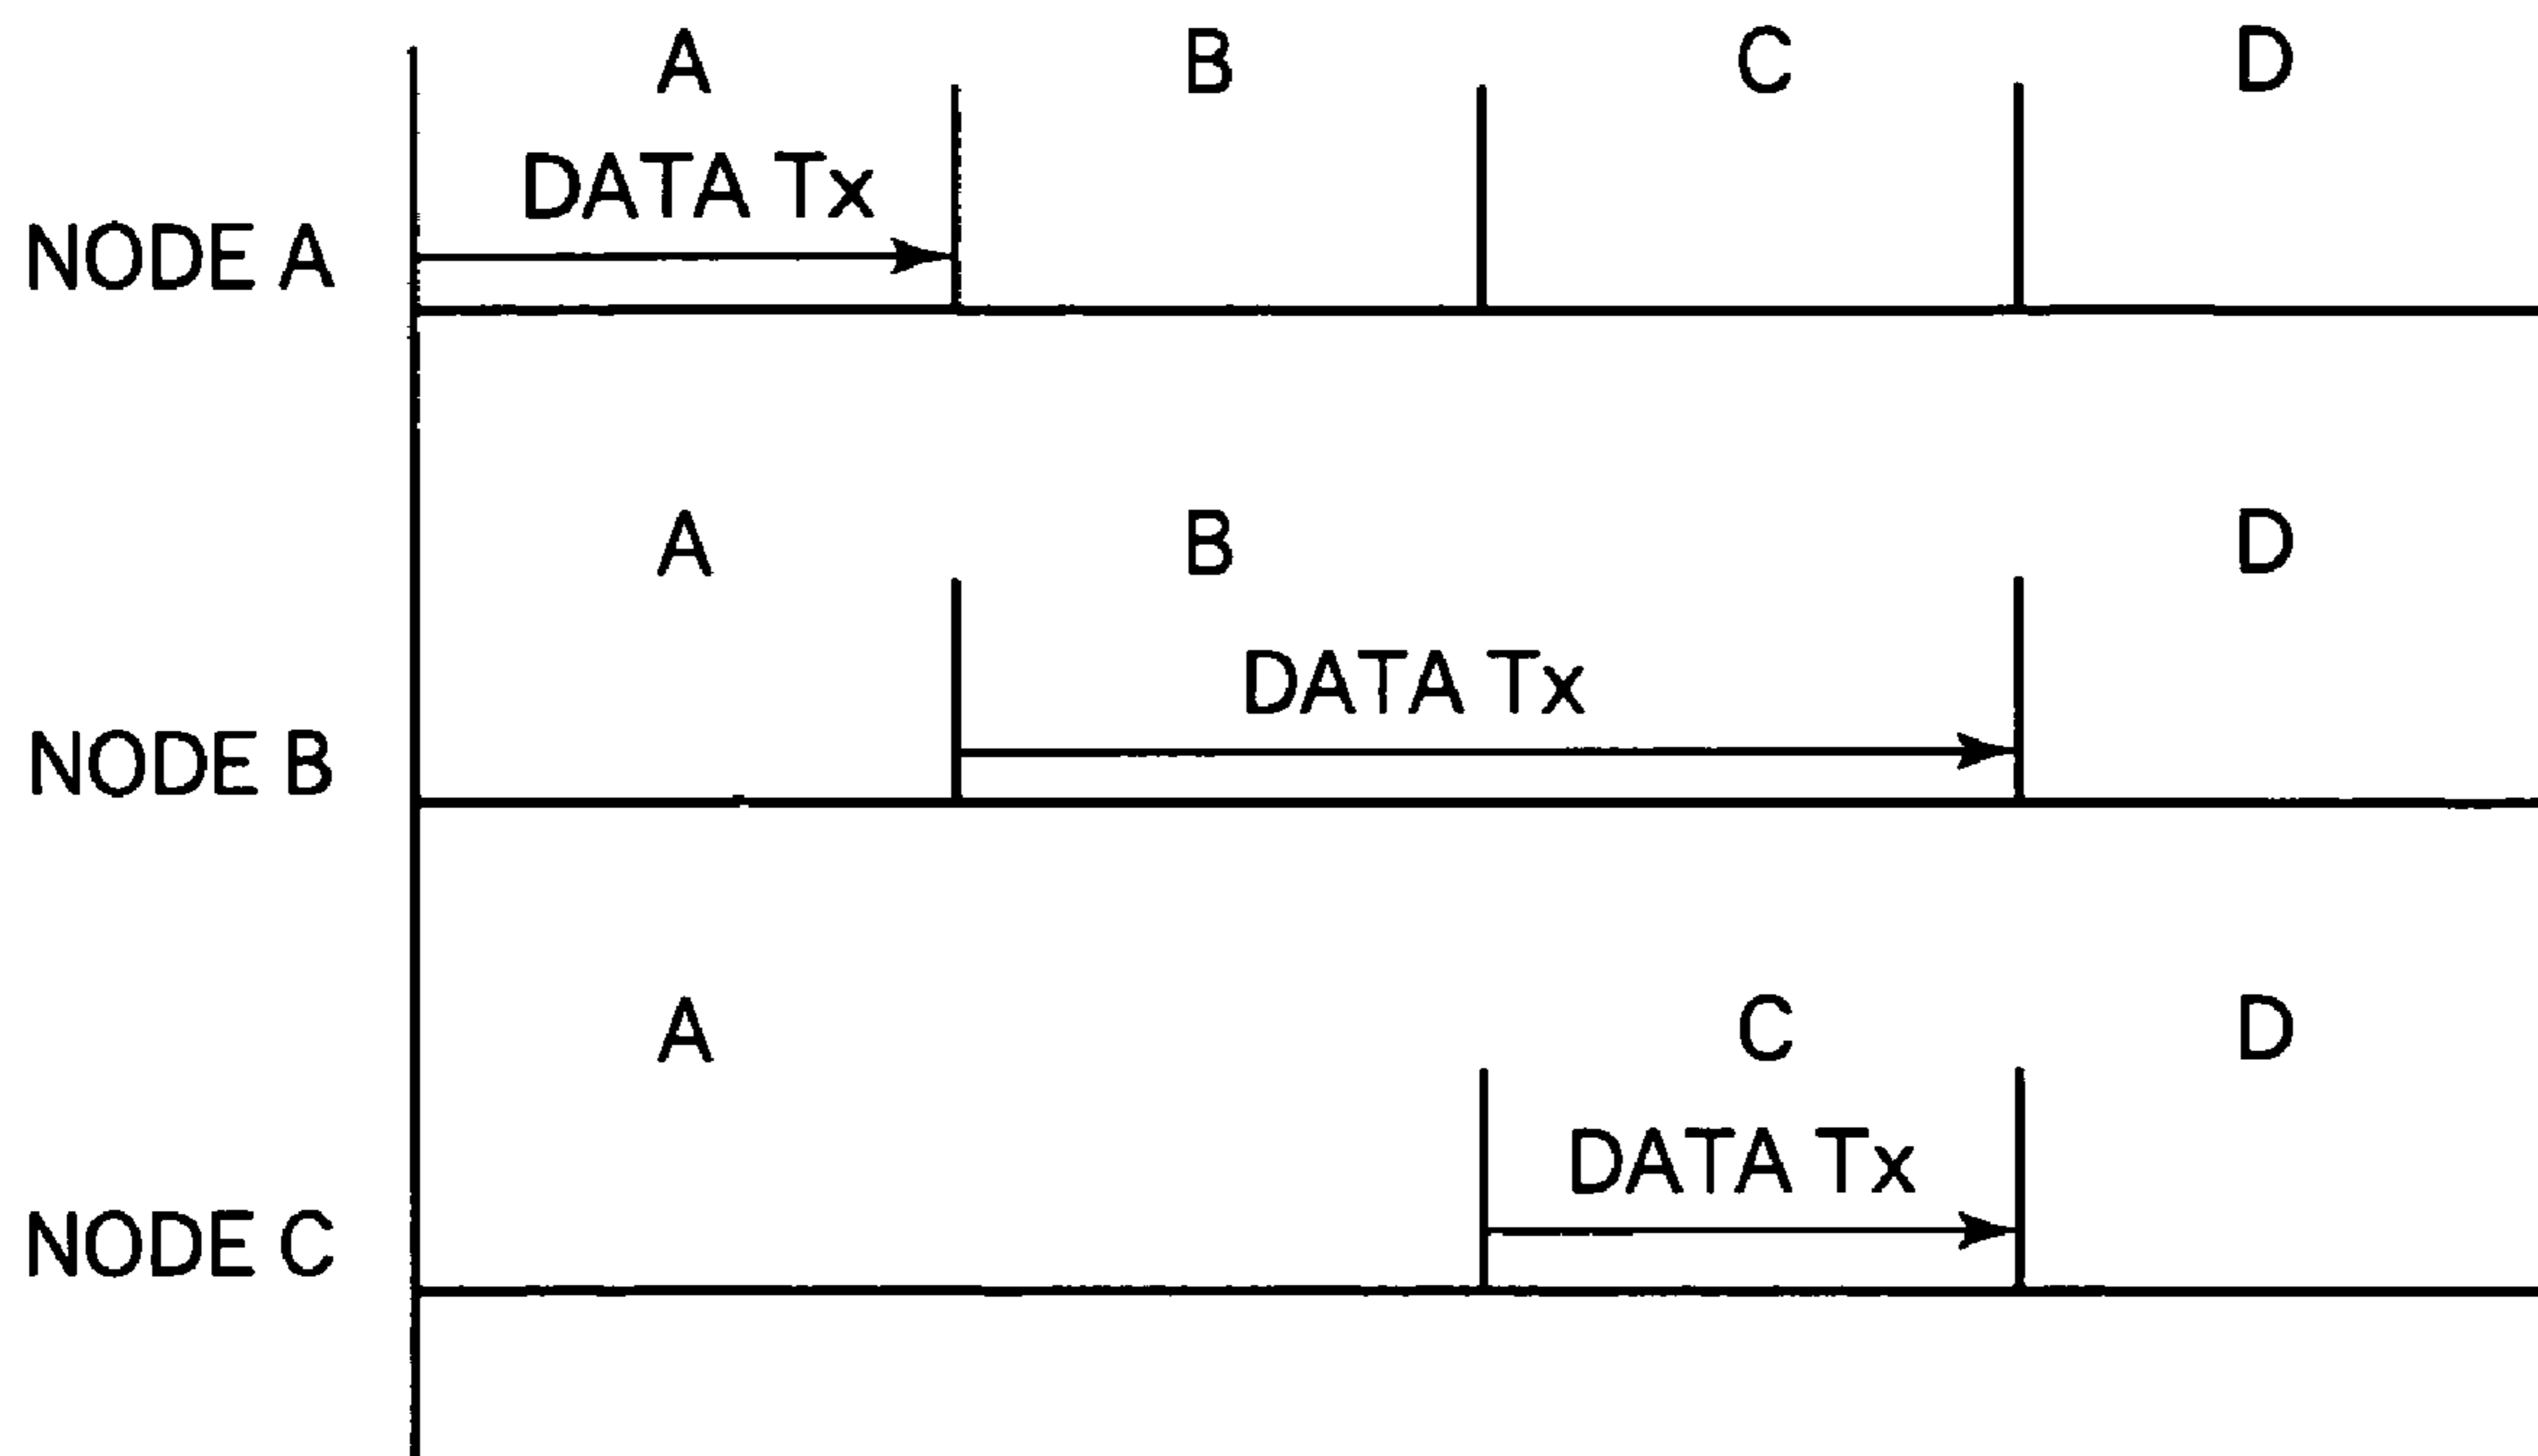 A B C D
DATA Tx
NODE A
A B D
DATA Tx
NODE B
A C D
DATA Tx
NODE C